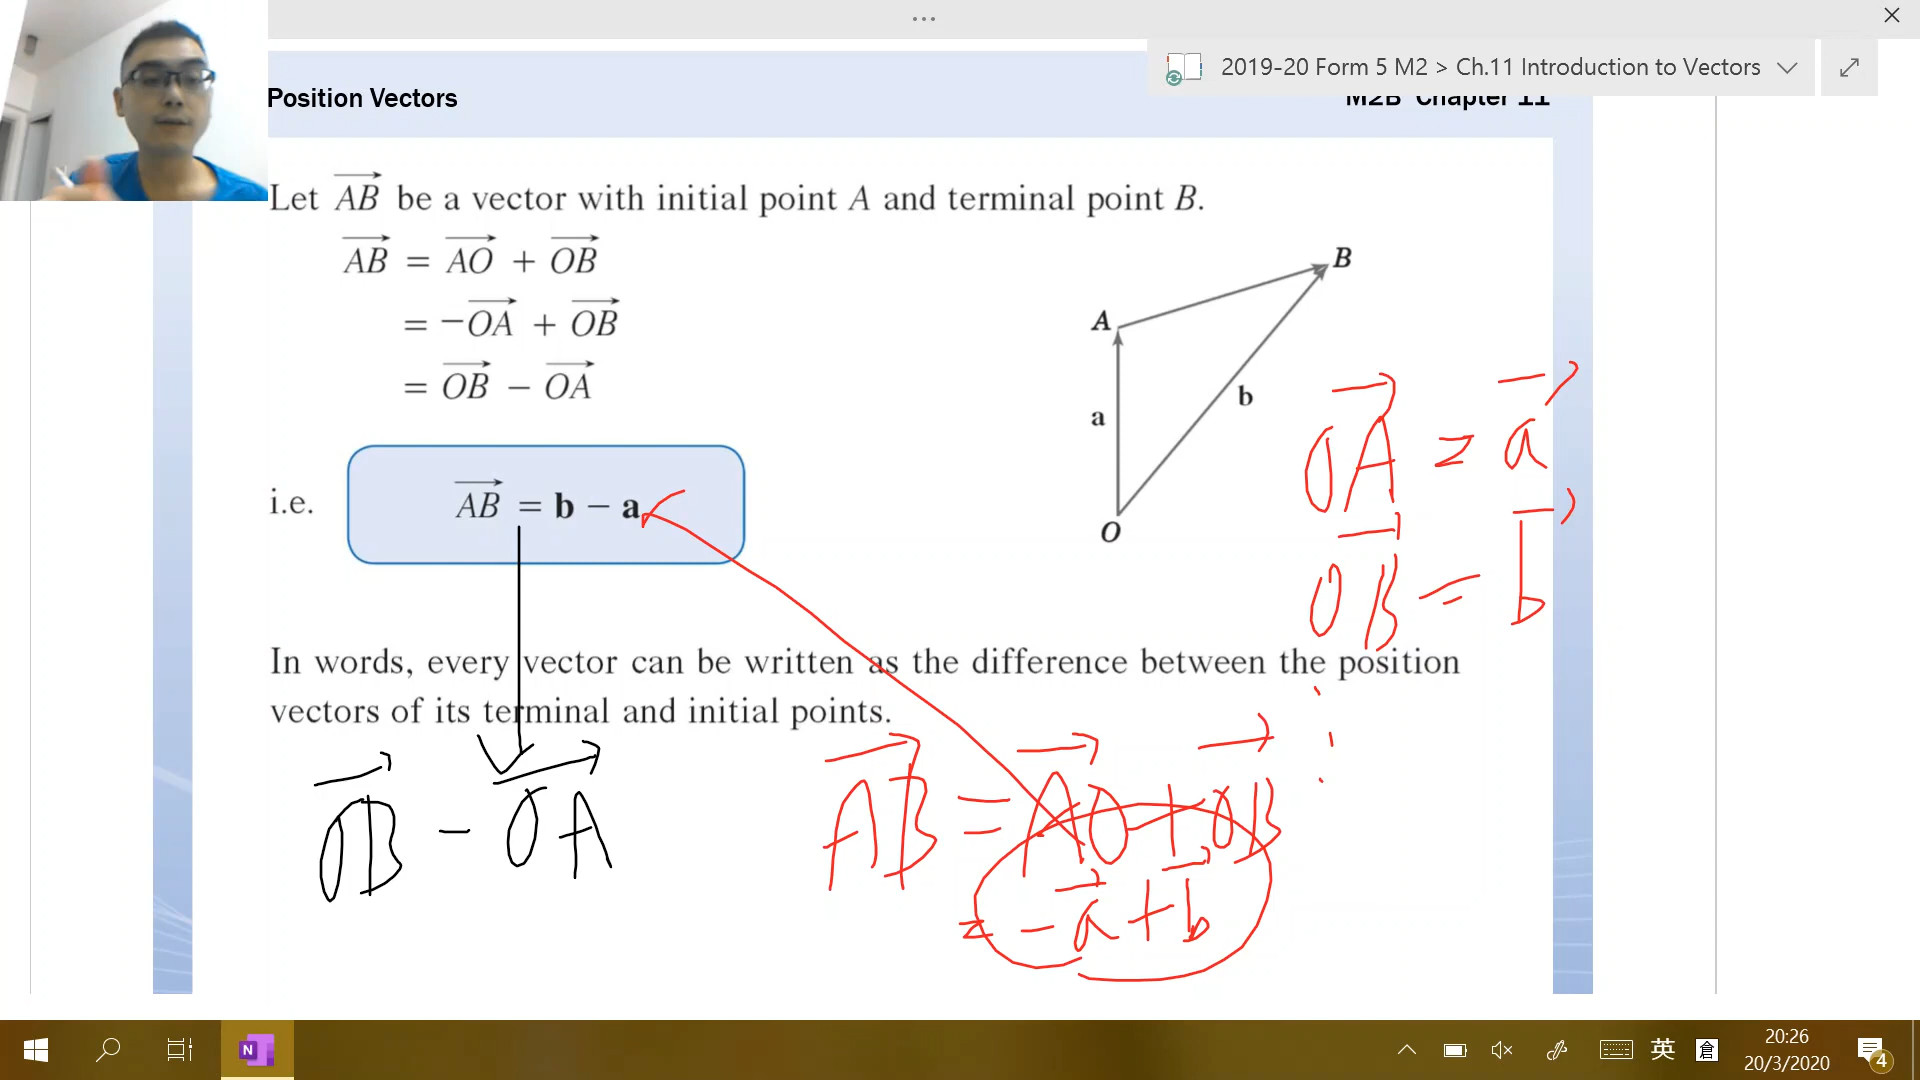 ...
2019-20 Form 5 M2 > Ch.11 Introduction to Vectors
Position Vectors
M2B Chapter 11
Let AB⃗ be a vector with initial point A and terminal point B.
AB⃗ = AO⃗ + OB⃗
= −OA⃗ + OB⃗
= OB⃗ − OA⃗
i.e. AB⃗ = b − a
B
A
a
b
O
OA⃗ = a⃗
OB⃗ = b⃗
In words, every vector can be written as the difference between the position
vectors of its terminal and initial points.
OB⃗ − OA⃗
AB⃗ = AO⃗ + OB⃗
= −a⃗ + b⃗
N
英
倉
20:26
20/3/2020
4